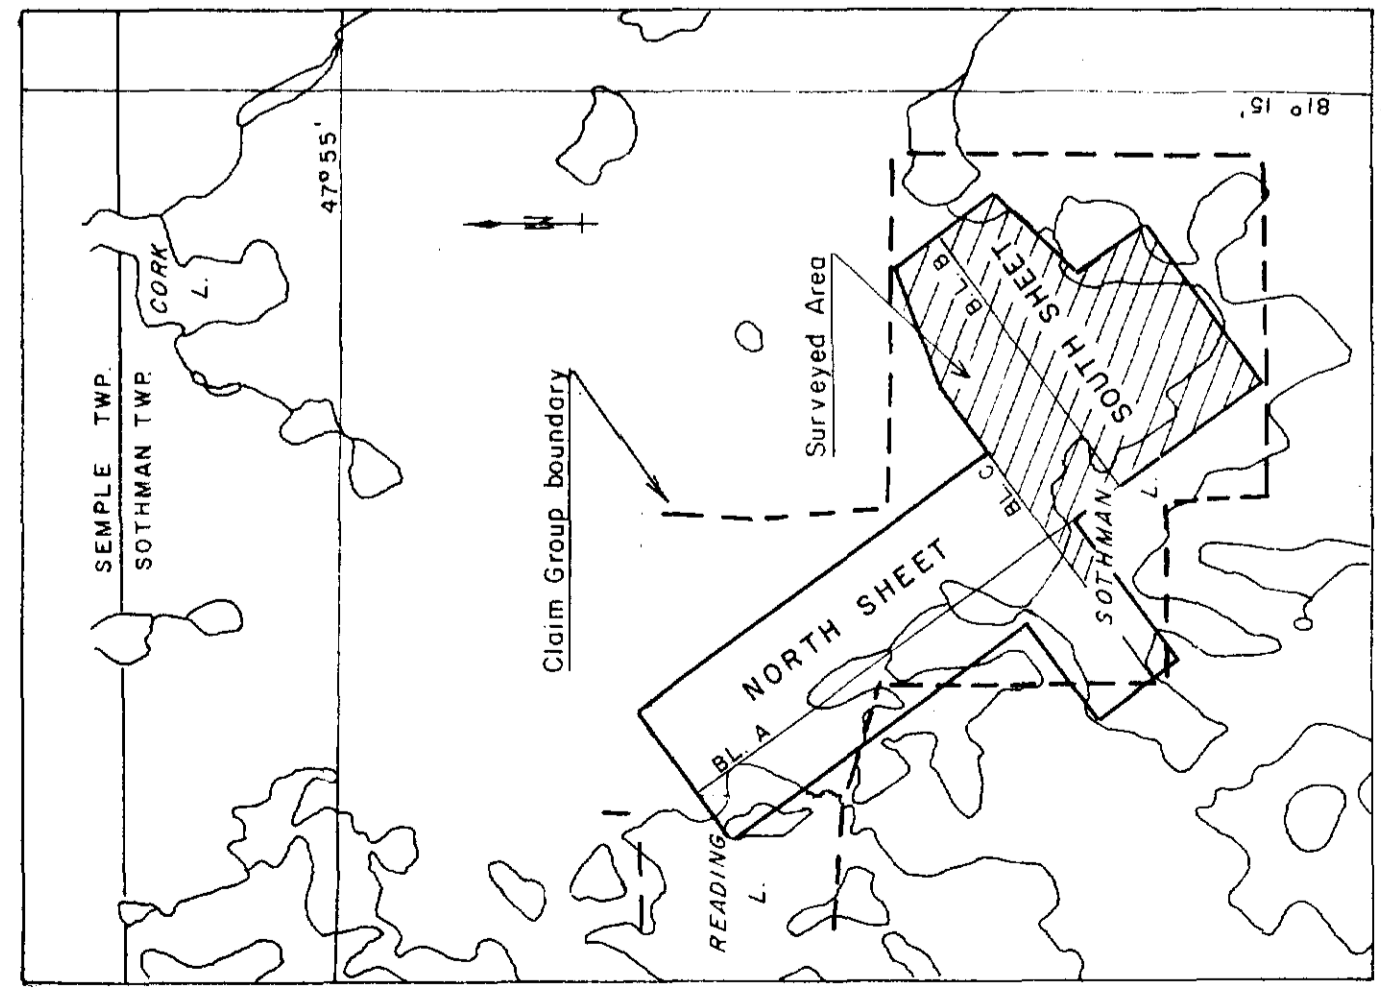 SEMPLE TWP.
SOTHMAN TWP.
CORK
L.
47° 55'
81° 15'
N
Claim Group boundary
Surveyed Area
B.L. B
SOUTH SHEET
BL. C
NORTH SHEET
BL. A
SOTHMAN
L.
READING
L.